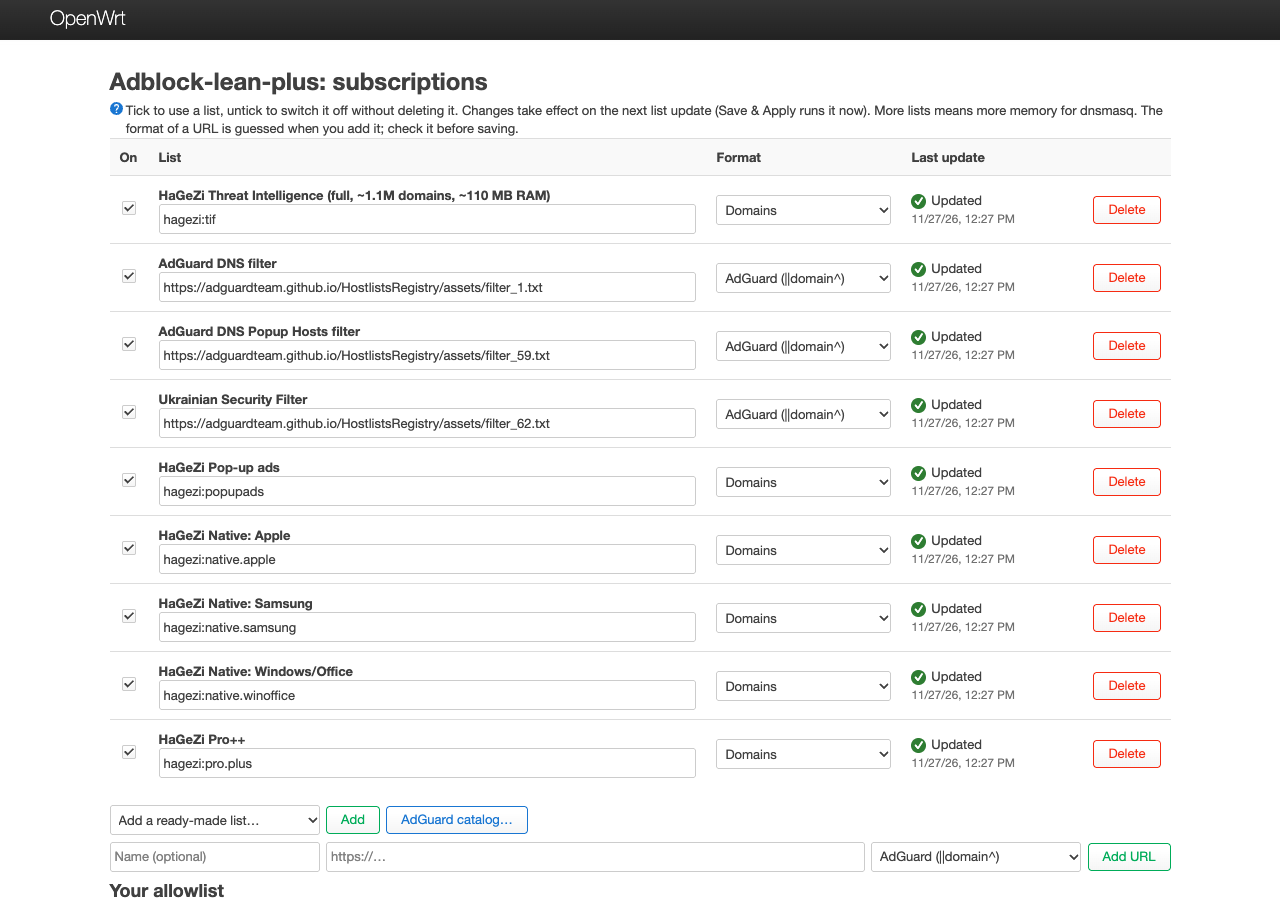 OpenWrt
Adblock-lean-plus: subscriptions
? Tick to use a list, untick to switch it off without deleting it. Changes take effect on the next list update (Save & Apply runs it now). More lists means more memory for dnsmasq. The
format of a URL is guessed when you add it; check it before saving.
On List Format Last update
HaGeZi Threat Intelligence (full, ~1.1M domains, ~110 MB RAM)
hagezi:tif
Domains
Updated
11/27/26, 12:27 PM
Delete
AdGuard DNS filter
https://adguardteam.github.io/HostlistsRegistry/assets/filter_1.txt
AdGuard (||domain^)
Updated
11/27/26, 12:27 PM
Delete
AdGuard DNS Popup Hosts filter
https://adguardteam.github.io/HostlistsRegistry/assets/filter_59.txt
AdGuard (||domain^)
Updated
11/27/26, 12:27 PM
Delete
Ukrainian Security Filter
https://adguardteam.github.io/HostlistsRegistry/assets/filter_62.txt
AdGuard (||domain^)
Updated
11/27/26, 12:27 PM
Delete
HaGeZi Pop-up ads
hagezi:popupads
Domains
Updated
11/27/26, 12:27 PM
Delete
HaGeZi Native: Apple
hagezi:native.apple
Domains
Updated
11/27/26, 12:27 PM
Delete
HaGeZi Native: Samsung
hagezi:native.samsung
Domains
Updated
11/27/26, 12:27 PM
Delete
HaGeZi Native: Windows/Office
hagezi:native.winoffice
Domains
Updated
11/27/26, 12:27 PM
Delete
HaGeZi Pro++
hagezi:pro.plus
Domains
Updated
11/27/26, 12:27 PM
Delete
Add a ready-made list… Add AdGuard catalog…
Name (optional) https://… AdGuard (||domain^) Add URL
Your allowlist